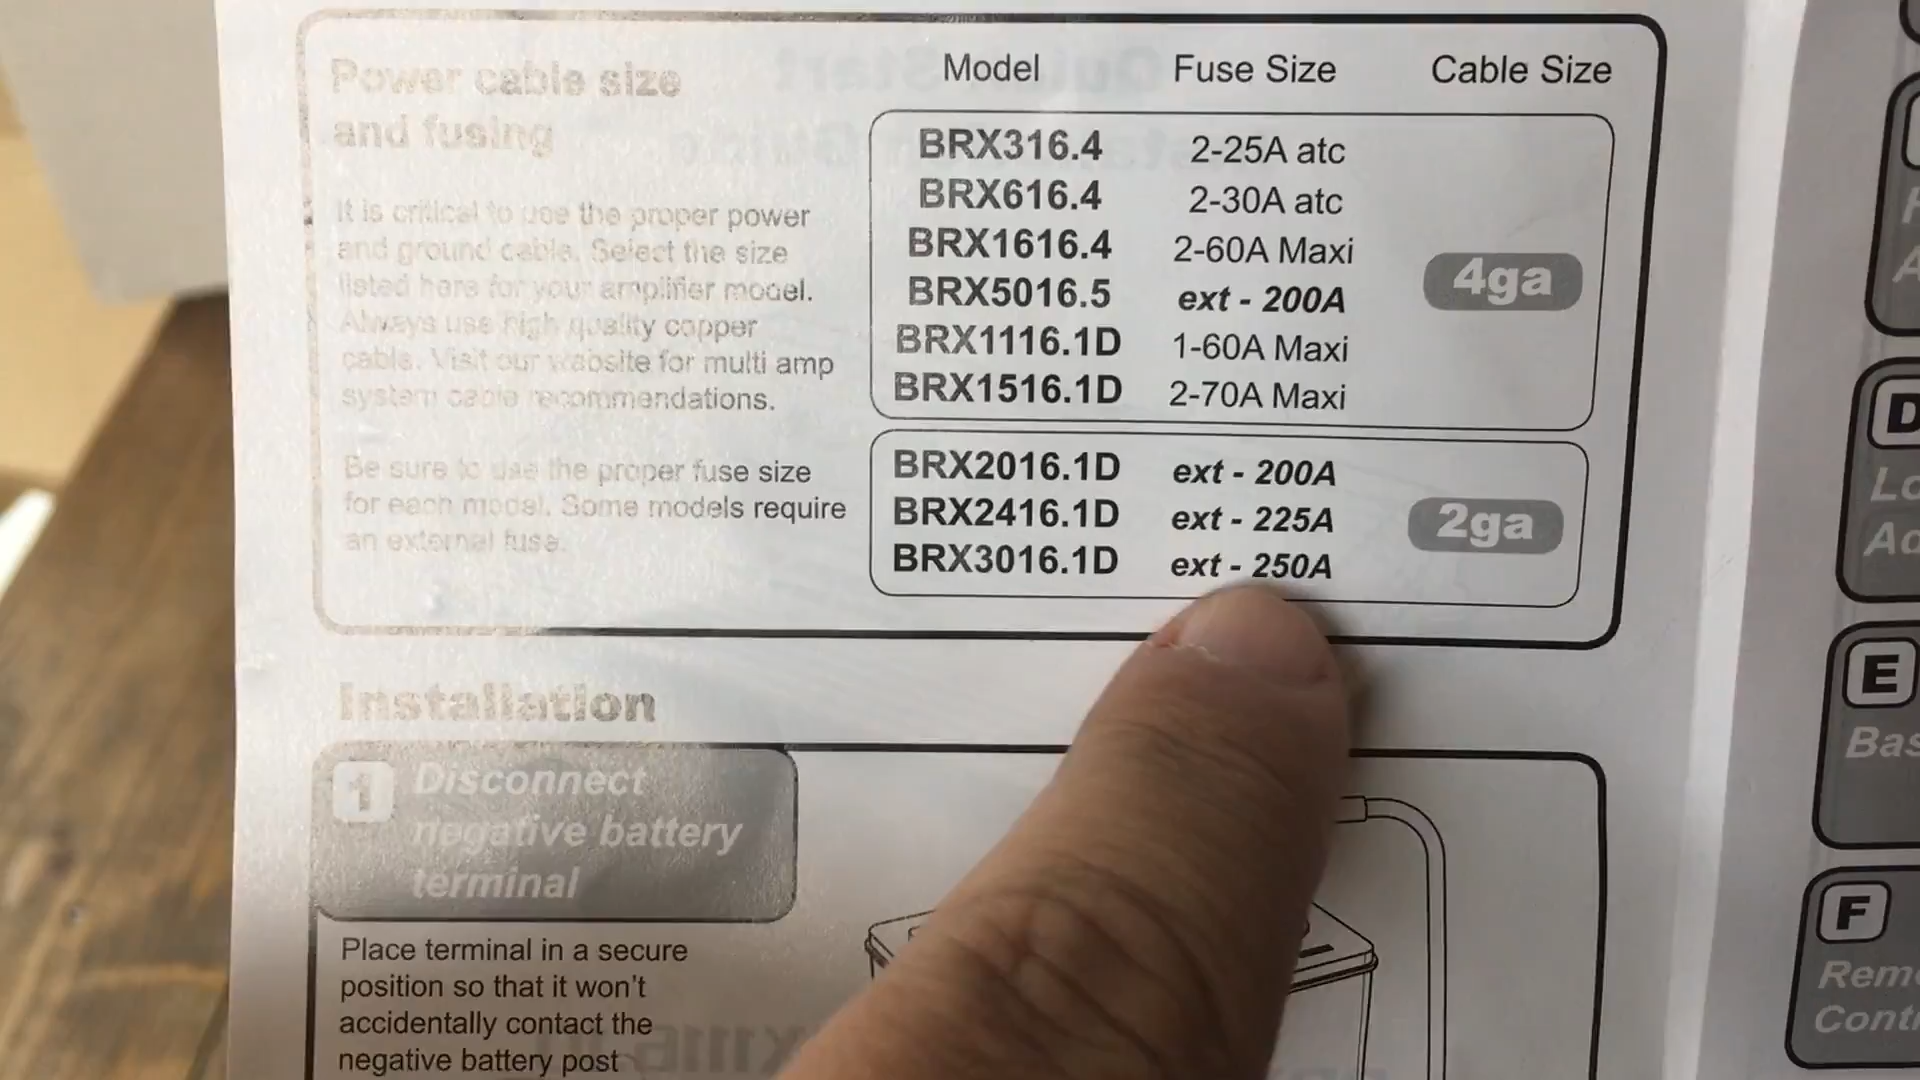 Power cable size
and fusing
It is critical to use the proper power
and ground cable. Select the size
listed here for your amplifier model.
Always use high quality copper
cable. Visit our website for multi amp
system cable recommendations.
Be sure to use the proper fuse size
for each model. Some models require
an external fuse.
Model Fuse Size Cable Size
BRX316.4 2-25A atc
BRX616.4 2-30A atc
BRX1616.4 2-60A Maxi
BRX5016.5 ext - 200A
BRX1116.1D 1-60A Maxi
BRX1516.1D 2-70A Maxi
4ga
BRX2016.1D ext - 200A
BRX2416.1D ext - 225A
BRX3016.1D ext - 250A
2ga
Installation
1 Disconnect
negative battery
terminal
Place terminal in a secure
position so that it won't
accidentally contact the
negative battery post
D
E
Bas
F
Rem
Cont